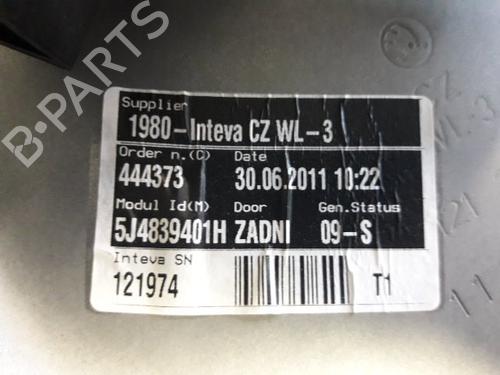 Supplier
1980-Inteva CZ WL-3
Order n.(C) Date
444373 30.06.2011 10:22
Modul Id(M) Door Gen.Status
5J4839401H ZADNI 09-S
Inteva SN
121974 T1
B-PARTS
CZ